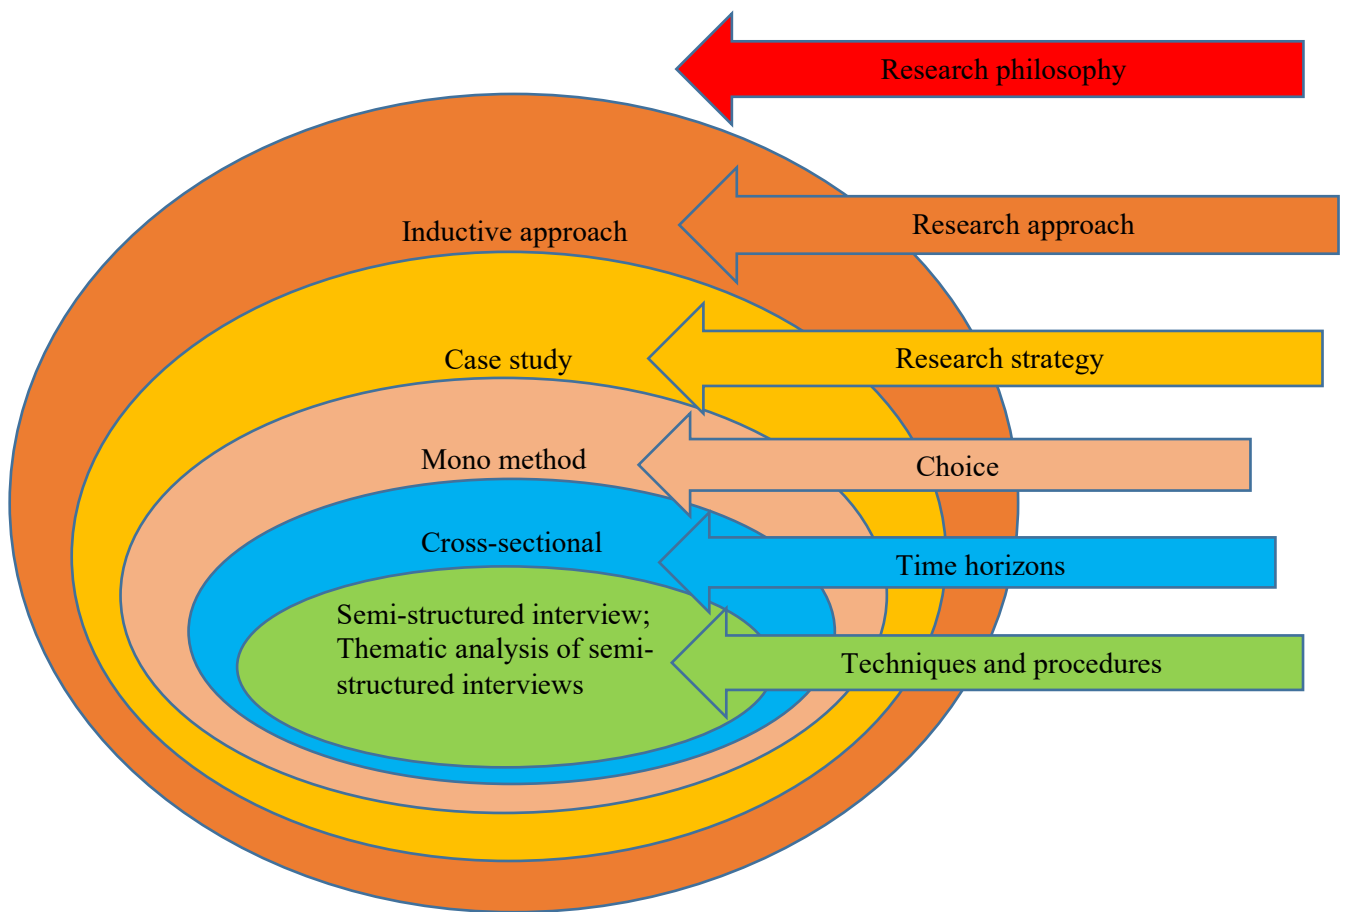 Research philosophy
Inductive approach
Research approach
Case study
Research strategy
Mono method
Choice
Cross-sectional
Time horizons
Semi-structured interview;
Thematic analysis of semi-
structured interviews
Techniques and procedures